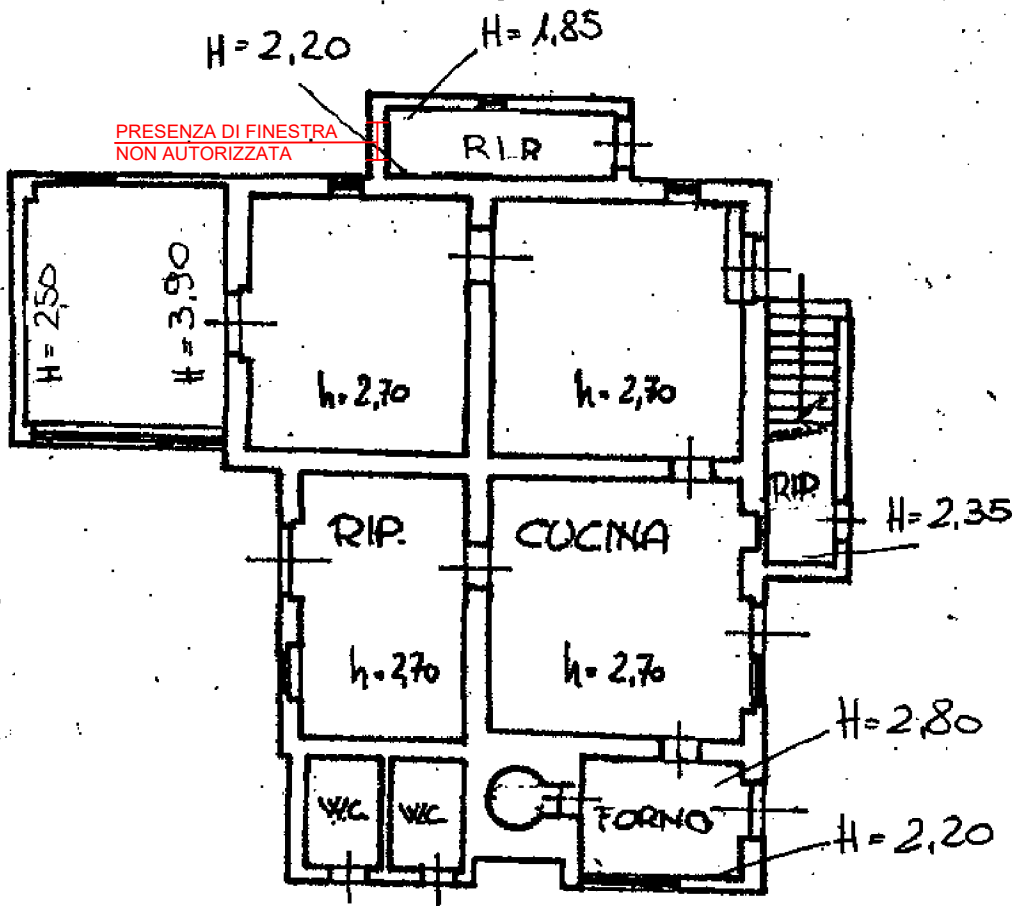 H = 2,20
H = 1,85
PRESENZA DI FINESTRA
NON AUTORIZZATA
RIP.
H = 2,50
H = 3,90
h = 2,70
h = 2,70
RIP.
RIP.
CUCINA
H = 2,35
h = 2,70
h = 2,70
H = 2,80
W.C.
W.C.
FORNO
H = 2,20